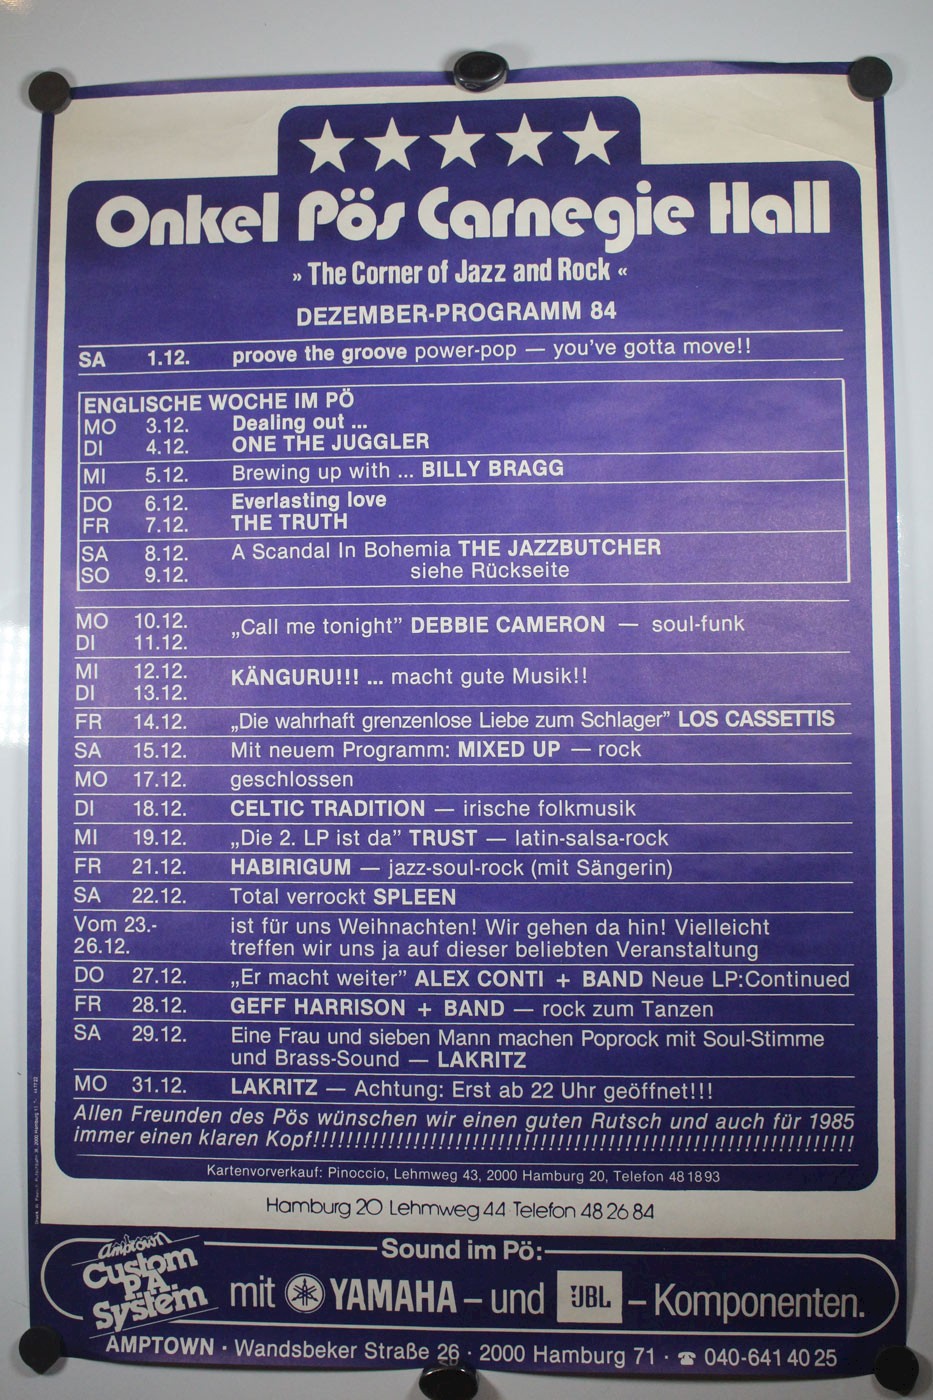 Onkel Pös Carnegie Hall
» The Corner of Jazz and Rock «
DEZEMBER-PROGRAMM 84
SA 1.12. proove the groove power-pop — you've gotta move!!
ENGLISCHE WOCHE IM PÖ
MO 3.12. Dealing out ...
DI 4.12. ONE THE JUGGLER
MI 5.12. Brewing up with ... BILLY BRAGG
DO 6.12. Everlasting love
FR 7.12. THE TRUTH
SA 8.12. A Scandal In Bohemia THE JAZZBUTCHER
SO 9.12. siehe Rückseite
MO 10.12.
DI 11.12.
„Call me tonight” DEBBIE CAMERON — soul-funk
MI 12.12.
DI 13.12.
KÄNGURU!!! ... macht gute Musik!!
FR 14.12. „Die wahrhaft grenzenlose Liebe zum Schlager” LOS CASSETTIS
SA 15.12. Mit neuem Programm: MIXED UP — rock
MO 17.12. geschlossen
DI 18.12. CELTIC TRADITION — irische folkmusik
MI 19.12. „Die 2. LP ist da” TRUST — latin-salsa-rock
FR 21.12. HABIRIGUM — jazz-soul-rock (mit Sängerin)
SA 22.12. Total verrockt SPLEEN
Vom 23.- ist für uns Weihnachten! Wir gehen da hin! Vielleicht
26.12. treffen wir uns ja auf dieser beliebten Veranstaltung
DO 27.12. „Er macht weiter” ALEX CONTI + BAND Neue LP:Continued
FR 28.12. GEFF HARRISON + BAND — rock zum Tanzen
SA 29.12. Eine Frau und sieben Mann machen Poprock mit Soul-Stimme
und Brass-Sound — LAKRITZ
MO 31.12. LAKRITZ — Achtung: Erst ab 22 Uhr geöffnet!!!
Allen Freunden des Pös wünschen wir einen guten Rutsch und auch für 1985
immer einen klaren Kopf!!!!!!!!!!!!!!!!!!!!!!!!!!!!!!!!!!!!!!!!!!!!!!!!!!!!!!!!!!!!!!!!!!
Kartenvorverkauf: Pinoccio, Lehmweg 43, 2000 Hamburg 20, Telefon 48 18 93
Hamburg 20 Lehmweg 44 Telefon 48 26 84
Sound im Pö:
amptown
Custom
P.A.
System
mit YAMAHA – und JBL – Komponenten.
AMPTOWN · Wandsbeker Straße 26 · 2000 Hamburg 71 · ☎ 040-641 40 25